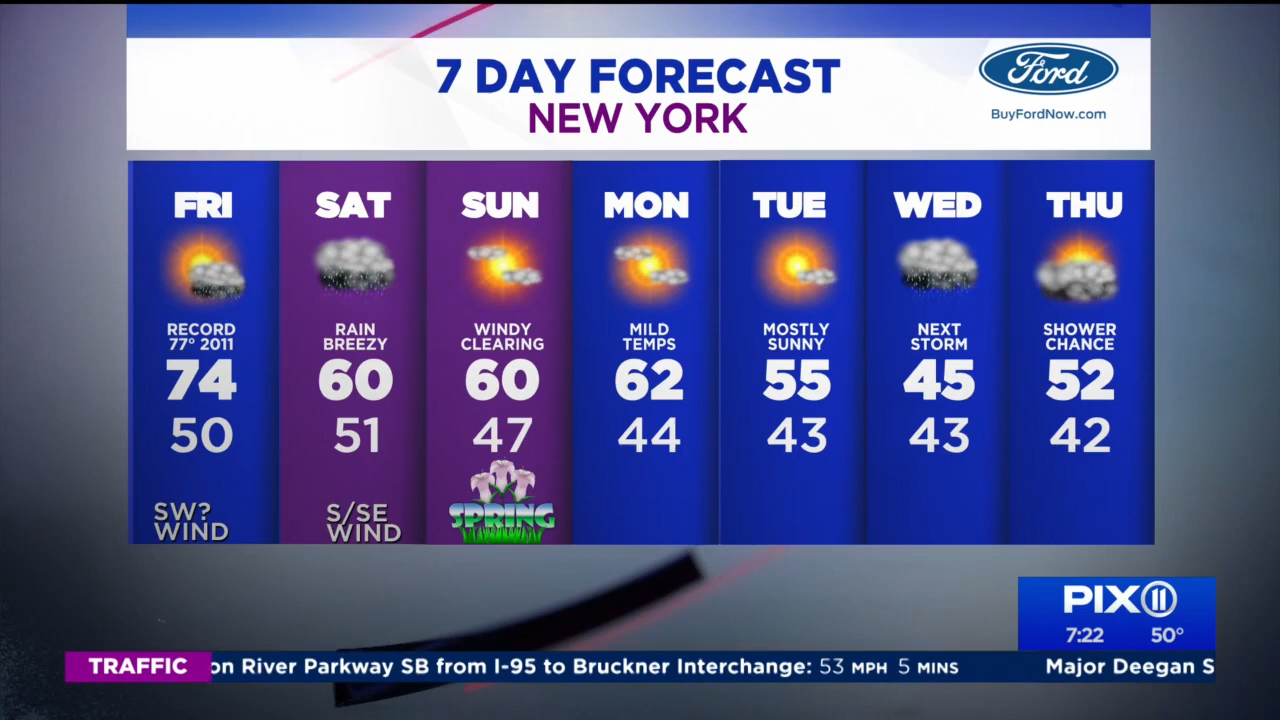 7 DAY FORECAST
NEW YORK
Ford
BuyFordNow.com
FRI
RECORD
77° 2011
74
50
SW?
WIND
SAT
RAIN
BREEZY
60
51
S/SE
WIND
SUN
WINDY
CLEARING
60
47
SPRING
MON
MILD
TEMPS
62
44
TUE
MOSTLY
SUNNY
55
43
WED
NEXT
STORM
45
43
THU
SHOWER
CHANCE
52
42
PIX 11
7:22 50°
TRAFFIC on River Parkway SB from I-95 to Bruckner Interchange: 53 MPH 5 MINS Major Deegan S